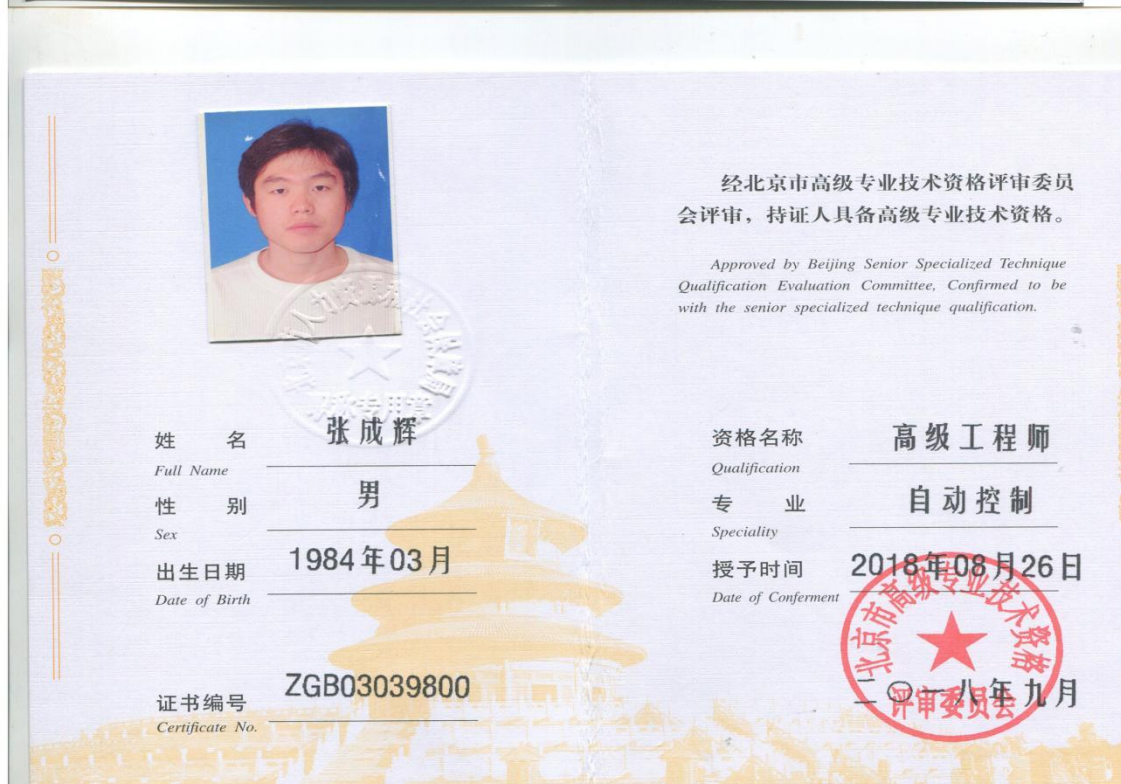 经北京市高级专业技术资格评审委员
会评审，持证人具备高级专业技术资格。
Approved by Beijing Senior Specialized Technique
Qualification Evaluation Committee, Confirmed to be
with the senior specialized technique qualification.
姓 名 张成辉
Full Name
性 别 男
Sex
出生日期 1984年03月
Date of Birth
证书编号 ZGB03039800
Certificate No.
资格名称 高级工程师
Qualification
专 业 自动控制
Speciality
授予时间 2018年08月26日
Date of Conferment
北京市高级专业技术资格
评审委员会
二〇一八年九月